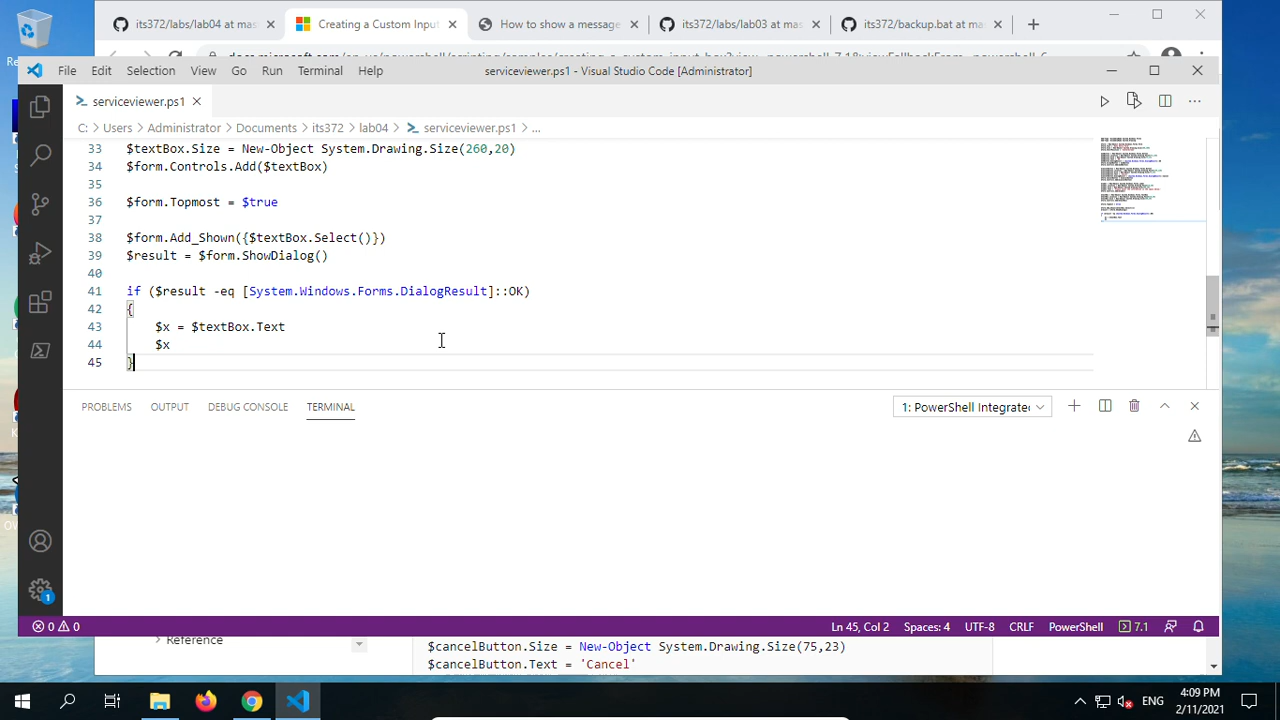 its372/labs/lab04 at mas
Creating a Custom Input
How to show a message
its372/labs/lab03 at mas
its372/backup.bat at ma
File Edit Selection View Go Run Terminal Help
serviceviewer.ps1 - Visual Studio Code [Administrator]
serviceviewer.ps1
C: > Users > Administrator > Documents > its372 > lab04 > serviceviewer.ps1 > ...
33 $textBox.Size = New-Object System.Drawing.Size(260,20)
34 $form.Controls.Add($textBox)
35
36 $form.Topmost = $true
37
38 $form.Add_Shown({$textBox.Select()})
39 $result = $form.ShowDialog()
40
41 if ($result -eq [System.Windows.Forms.DialogResult]::OK)
42 {
43 $x = $textBox.Text
44 $x
45 }
PROBLEMS OUTPUT DEBUG CONSOLE TERMINAL
1: PowerShell Integrate
0 0
Ln 45, Col 2 Spaces: 4 UTF-8 CRLF PowerShell 7.1
1
> Reference
$cancelButton.Size = New-Object System.Drawing.Size(75,23)
$cancelButton.Text = 'Cancel'
ENG
4:09 PM
2/11/2021